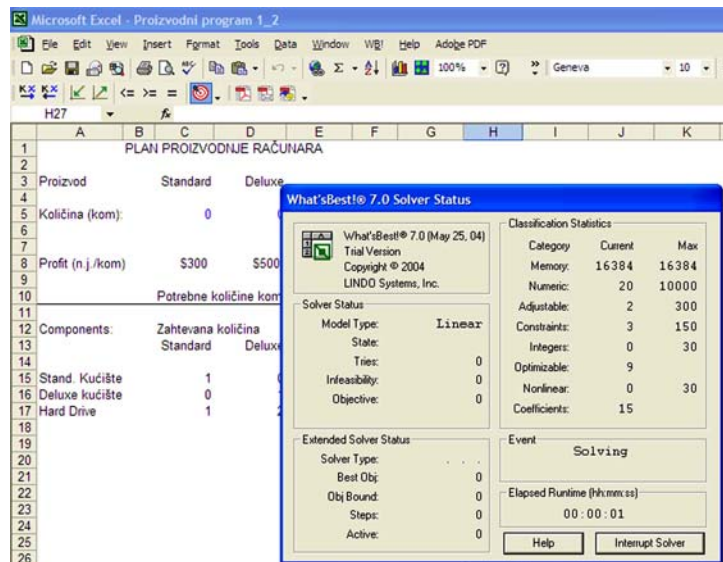 Microsoft Excel - Proizvodni program 1_2
File Edit View Insert Format Tools Data Window WB! Help Adobe PDF
Σ 100% Geneva 10
<= >= =
H27 fx
A B C D E F G H I J K
1 PLAN PROIZVODNJE RAČUNARA
2
3 Proizvod Standard Deluxe
4
5 Količina (kom): 0
6
7
8 Profit (n.j./kom) $300 $500
9
10 Potrebne količine kom
11
12 Components: Zahtevana količina
13 Standard Deluxe
14
15 Stand. Kućište 1
16 Deluxe kućište 0
17 Hard Drive 1
18
19
20
21
22
23
24
25
26
What'sBest!® 7.0 Solver Status
What'sBest!® 7.0 (May 25, 04)
Trial Version
Copyright © 2004
LINDO Systems, Inc.
Solver Status
Model Type: Linear
State:
Tries: 0
Infeasibility: 0
Objective: 0
Extended Solver Status
Solver Type: . . .
Best Obj: 0
Obj Bound: 0
Steps: 0
Active: 0
Classification Statistics
Category Current Max
Memory: 16384 16384
Numeric: 20 10000
Adjustable: 2 300
Constraints: 3 150
Integers: 0 30
Optimizable: 9
Nonlinear: 0 30
Coefficients: 15
Event
Solving
Elapsed Runtime (hh:mm:ss)
00:00:01
Help Interrupt Solver